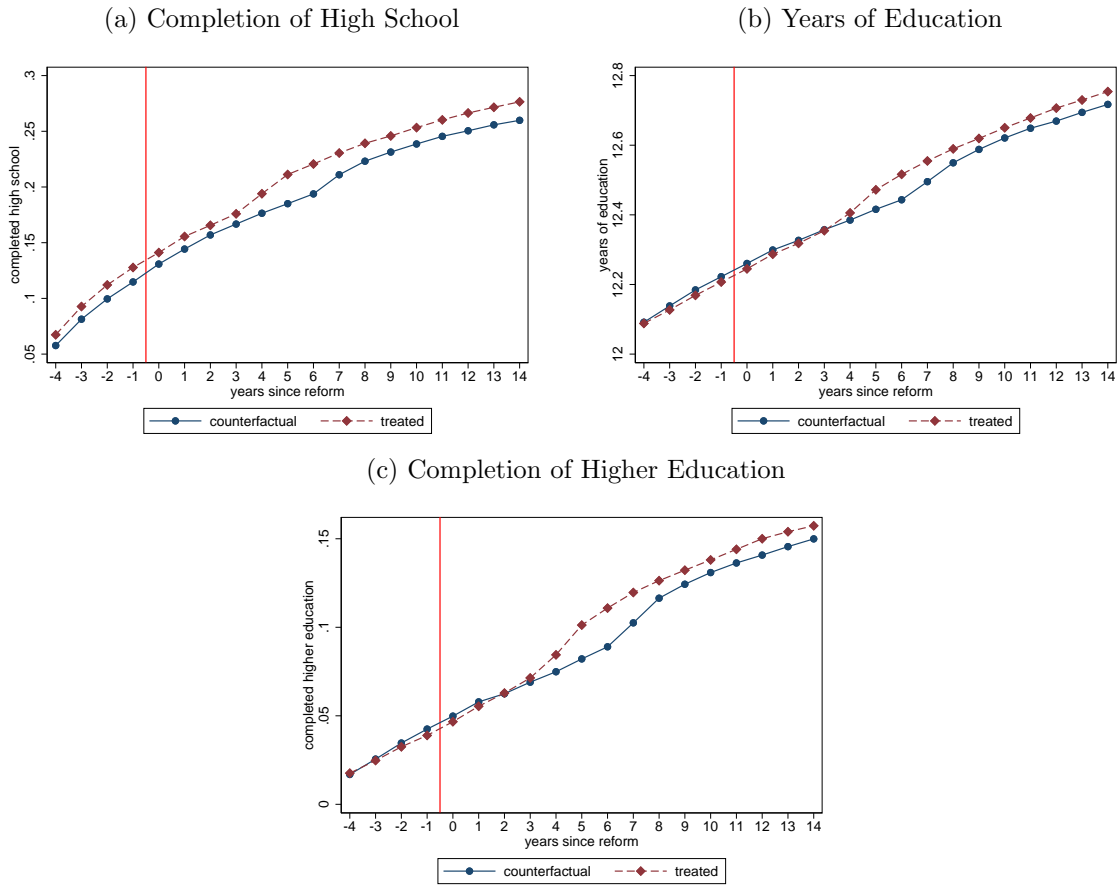 (a) Completion of High School
(b) Years of Education
completed high school
.05 .1 .15 .2 .25 .3
-4 -3 -2 -1 0 1 2 3 4 5 6 7 8 9 10 11 12 13 14
years since reform
counterfactual treated
years of education
12 12.2 12.4 12.6 12.8
-4 -3 -2 -1 0 1 2 3 4 5 6 7 8 9 10 11 12 13 14
years since reform
counterfactual treated
(c) Completion of Higher Education
completed higher education
0 .05 .1 .15
-4 -3 -2 -1 0 1 2 3 4 5 6 7 8 9 10 11 12 13 14
years since reform
counterfactual treated